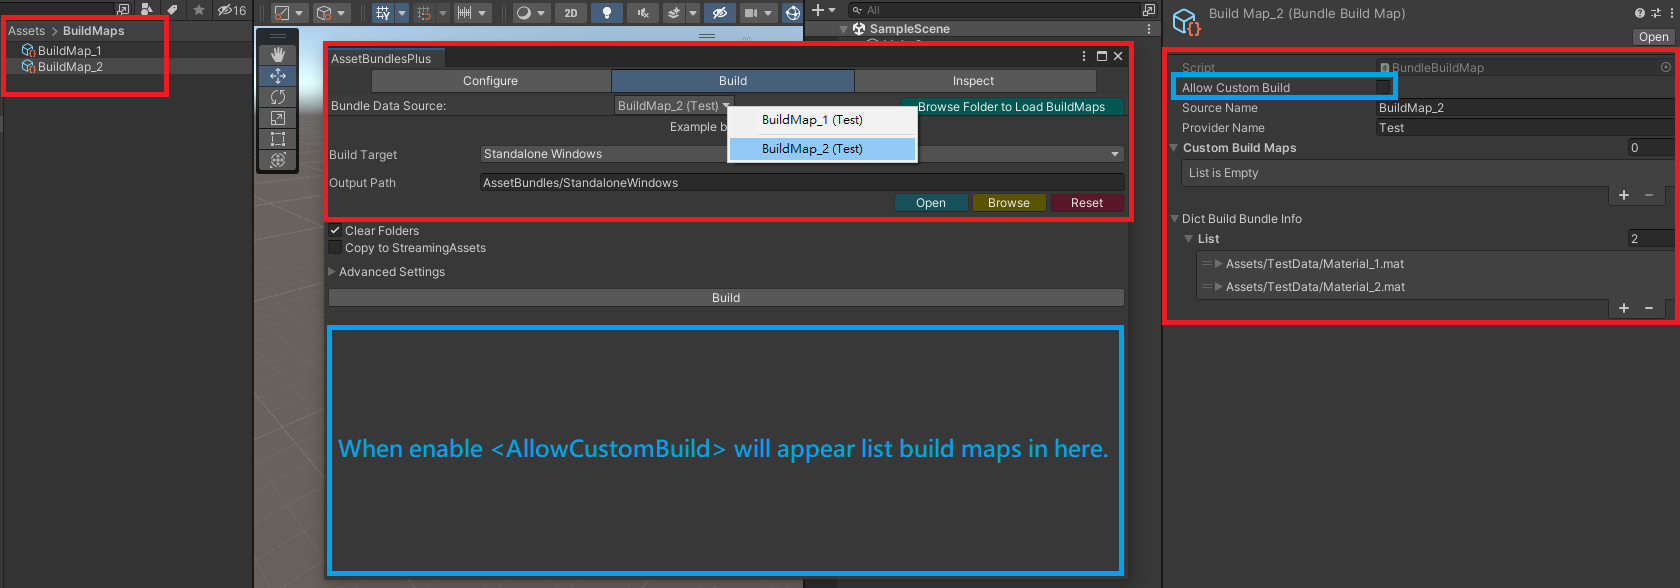 Assets > BuildMaps
BuildMap_1
BuildMap_2
16
2D
All
SampleScene
AssetBundlesPlus
Configure
Build
Inspect
Bundle Data Source:
BuildMap_2 (Test)
Browse Folder to Load BuildMaps
BuildMap_1 (Test)
BuildMap_2 (Test)
Example b
Build Target
Standalone Windows
Output Path
AssetBundles/StandaloneWindows
Open
Browse
Reset
Clear Folders
Copy to StreamingAssets
Advanced Settings
Build
When enable <AllowCustomBuild> will appear list build maps in here.
Build Map_2 (Bundle Build Map)
Open
Script
BundleBuildMap
Allow Custom Build
Source Name
BuildMap_2
Provider Name
Test
Custom Build Maps
0
List is Empty
Dict Build Bundle Info
List
2
Assets/TestData/Material_1.mat
Assets/TestData/Material_2.mat